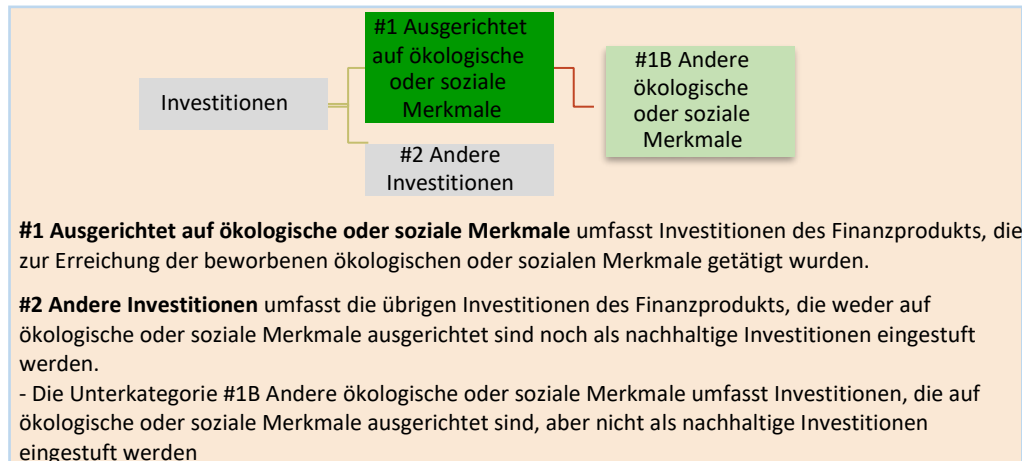 #1 Ausgerichtet
auf ökologische
oder soziale
Merkmale
#1B Andere
ökologische
oder soziale
Merkmale
Investitionen
#2 Andere
Investitionen
#1 Ausgerichtet auf ökologische oder soziale Merkmale umfasst Investitionen des Finanzprodukts, die
zur Erreichung der beworbenen ökologischen oder sozialen Merkmale getätigt wurden.
#2 Andere Investitionen umfasst die übrigen Investitionen des Finanzprodukts, die weder auf
ökologische oder soziale Merkmale ausgerichtet sind noch als nachhaltige Investitionen eingestuft
werden.
- Die Unterkategorie #1B Andere ökologische oder soziale Merkmale umfasst Investitionen, die auf
ökologische oder soziale Merkmale ausgerichtet sind, aber nicht als nachhaltige Investitionen
eingestuft werden